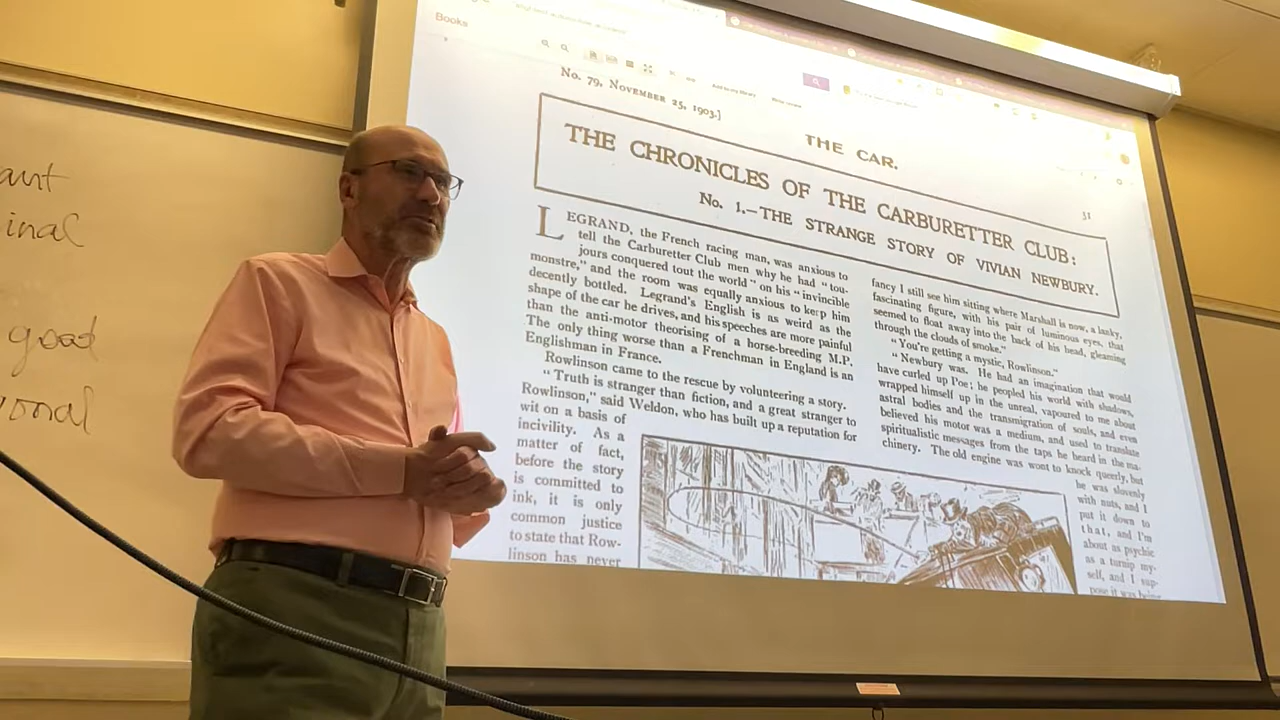 ant
inal
good
ional
Books
Add to my library
Write review
No. 79, NOVEMBER 25, 1903.]
THE CAR.
31
THE CHRONICLES OF THE CARBURETTER CLUB:
No. 1.—THE STRANGE STORY OF VIVIAN NEWBURY.
LEGRAND, the French racing man, was anxious to
tell the Carburetter Club men why he had “tou-
jours conquered tout the world” on his “invincible
monstre,” and the room was equally anxious to keep him
decently bottled. Legrand's English is as weird as the
shape of the car he drives, and his speeches are more painful
than the anti-motor theorising of a horse-breeding M.P.
The only thing worse than a Frenchman in England is an
Englishman in France.
Rowlinson came to the rescue by volunteering a story.
“Truth is stranger than fiction, and a great stranger to
Rowlinson,” said Weldon, who has built up a reputation for
wit on a basis of
incivility. As a
matter of fact,
before the story
is committed to
ink, it is only
common justice
to state that Row-
linson has never
fancy I still see him sitting where Marshall is now, a lanky,
fascinating figure, with his pair of luminous eyes, that
seemed to float away into the back of his head, gleaming
through the clouds of smoke.”
“You're getting a mystic, Rowlinson.”
“Newbury was. He had an imagination that would
have curled up Poe; he peopled his world with shadows,
wrapped himself up in the unreal, vapoured to me about
astral bodies and the transmigration of souls, and even
believed his motor was a medium, and used to translate
spiritualistic messages from the taps he heard in the ma-
chinery. The old engine was wont to knock queerly, but
he was slovenly
with nuts, and I
put it down to
that, and I'm
about as psychic
as a turnip my-
self, and I sup-
pose it was being